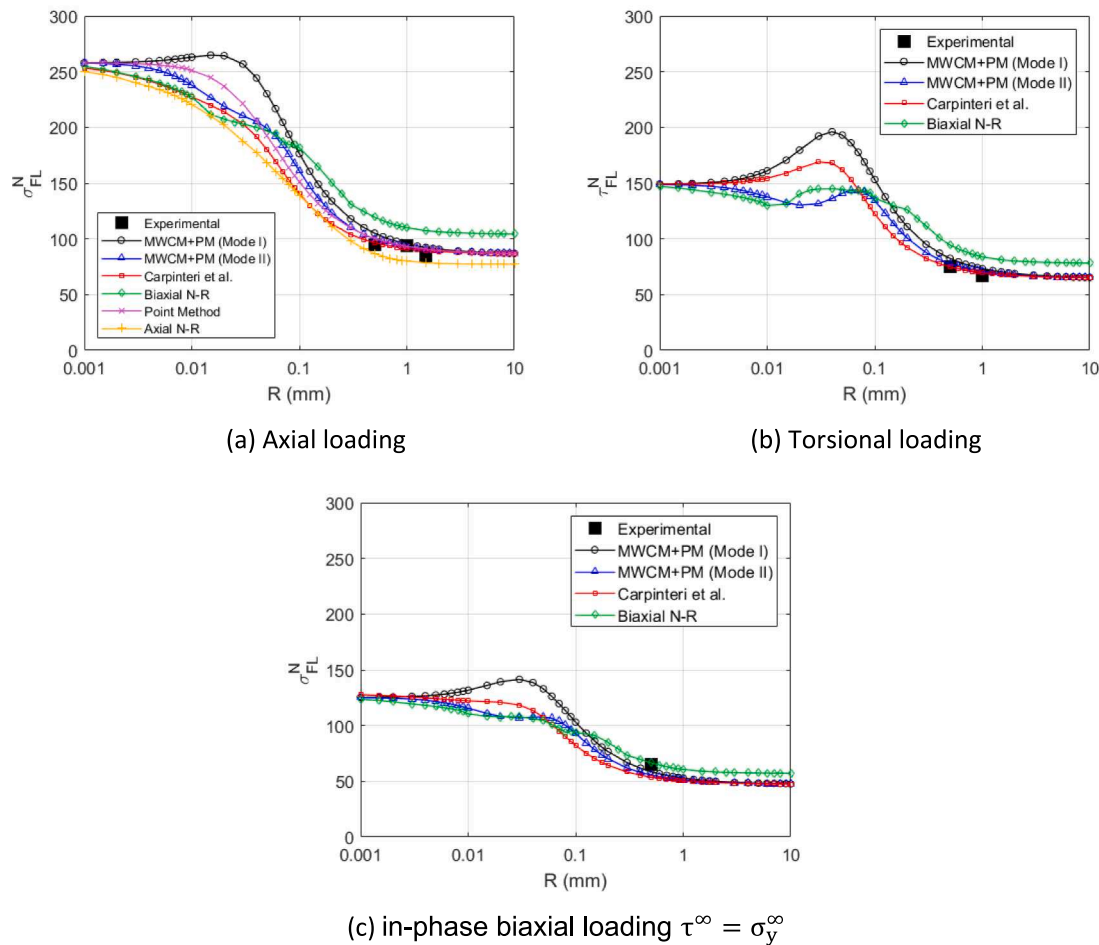 300
250
200
150
100
50
0
σ^N_FL
Experimental
MWCM+PM (Mode I)
MWCM+PM (Mode II)
Carpinteri et al.
Biaxial N-R
Point Method
Axial N-R
0.001 0.01 0.1 1 10
R (mm)
(a) Axial loading
300
250
200
150
100
50
0
τ^N_FL
Experimental
MWCM+PM (Mode I)
MWCM+PM (Mode II)
Carpinteri et al.
Biaxial N-R
0.001 0.01 0.1 1 10
R (mm)
(b) Torsional loading
300
250
200
150
100
50
0
σ^N_FL
Experimental
MWCM+PM (Mode I)
MWCM+PM (Mode II)
Carpinteri et al.
Biaxial N-R
0.001 0.01 0.1 1 10
R (mm)
(c) in-phase biaxial loading τ^∞ = σ_y^∞